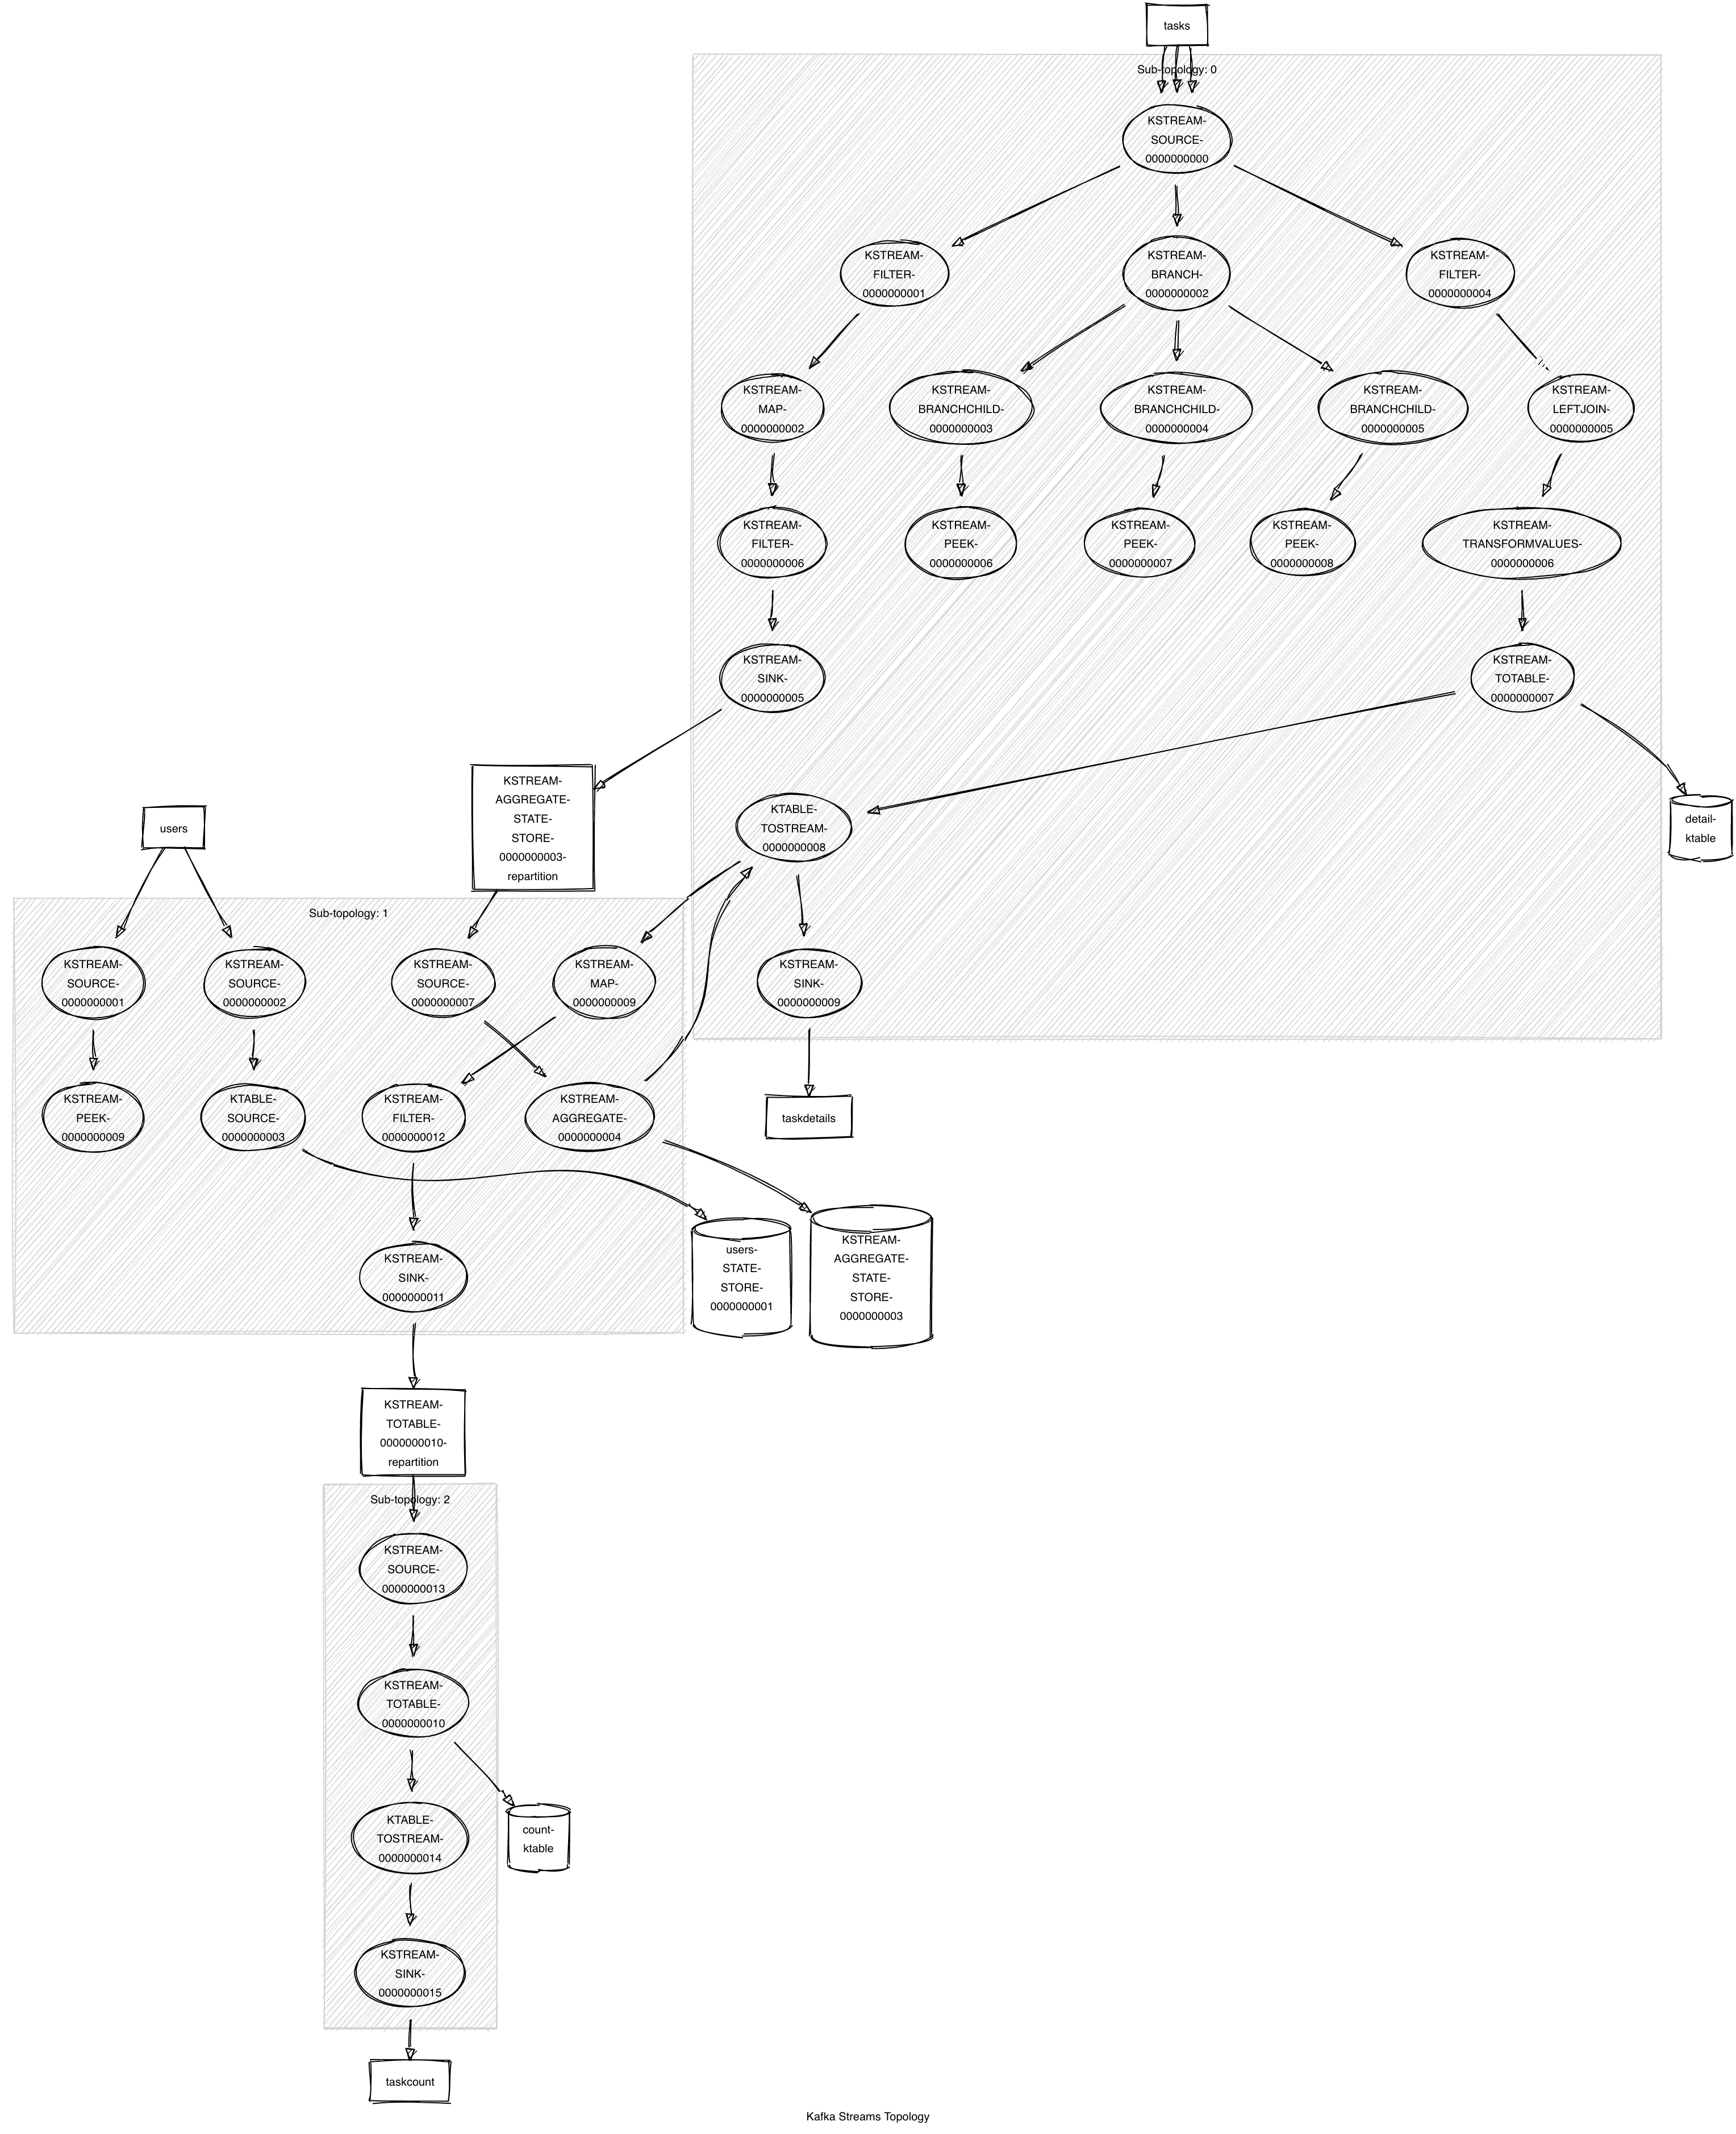 tasks
Sub-topology: 0
KSTREAM-
SOURCE-
0000000000
KSTREAM-
FILTER-
0000000001
KSTREAM-
BRANCH-
0000000002
KSTREAM-
FILTER-
0000000004
KSTREAM-
MAP-
0000000002
KSTREAM-
BRANCHCHILD-
0000000003
KSTREAM-
BRANCHCHILD-
0000000004
KSTREAM-
BRANCHCHILD-
0000000005
KSTREAM-
LEFTJOIN-
0000000005
KSTREAM-
FILTER-
0000000006
KSTREAM-
PEEK-
0000000006
KSTREAM-
PEEK-
0000000007
KSTREAM-
PEEK-
0000000008
KSTREAM-
TRANSFORMVALUES-
0000000006
KSTREAM-
SINK-
0000000005
KSTREAM-
TOTABLE-
0000000007
users
KSTREAM-
AGGREGATE-
STATE-
STORE-
0000000003-
repartition
KTABLE-
TOSTREAM-
0000000008
detail-
ktable
Sub-topology: 1
KSTREAM-
SOURCE-
0000000001
KSTREAM-
SOURCE-
0000000002
KSTREAM-
SOURCE-
0000000007
KSTREAM-
MAP-
0000000009
KSTREAM-
SINK-
0000000009
KSTREAM-
PEEK-
0000000009
KTABLE-
SOURCE-
0000000003
KSTREAM-
FILTER-
0000000012
KSTREAM-
AGGREGATE-
0000000004
taskdetails
KSTREAM-
SINK-
0000000011
users-
STATE-
STORE-
0000000001
KSTREAM-
AGGREGATE-
STATE-
STORE-
0000000003
KSTREAM-
TOTABLE-
0000000010-
repartition
Sub-topology: 2
KSTREAM-
SOURCE-
0000000013
KSTREAM-
TOTABLE-
0000000010
KTABLE-
TOSTREAM-
0000000014
count-
ktable
KSTREAM-
SINK-
0000000015
taskcount
Kafka Streams Topology